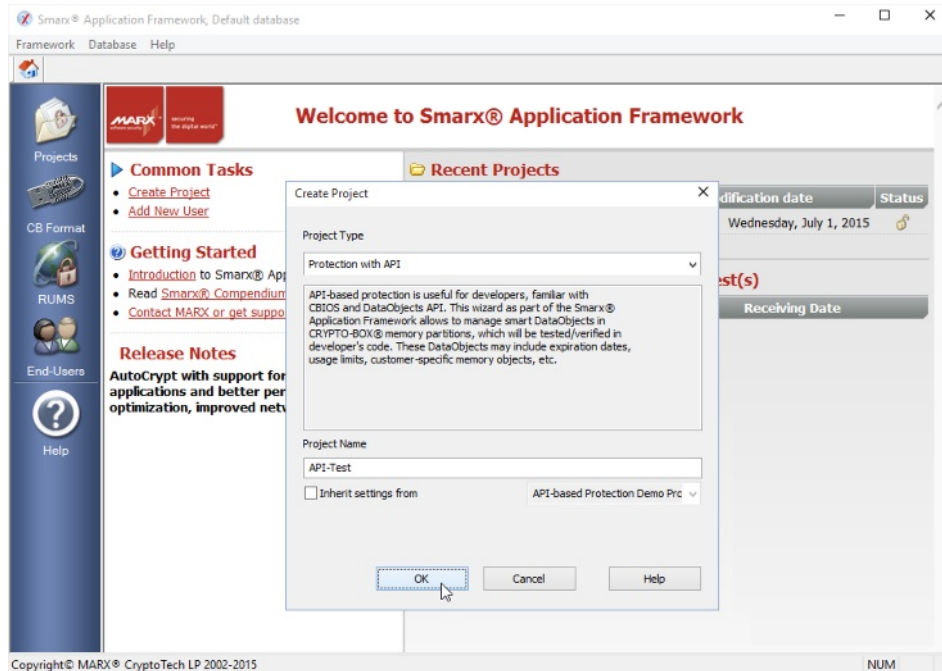 Smarx® Application Framework, Default database
Framework Database Help
MARX®
securing
the digital world™
Welcome to Smarx® Application Framework
Projects
CB Format
RUMS
End-Users
Help
Common Tasks
Create Project
Add New User
Getting Started
Introduction to Smarx® App
Read Smarx® Compendium
Contact MARX or get suppo
Release Notes
AutoCrypt with support for
applications and better per
optimization, improved netw
Recent Projects
dification date Status
Wednesday, July 1, 2015
est(s)
Receiving Date
Create Project
Project Type
Protection with API
API-based protection is useful for developers, familiar with
CBIOS and DataObjects API. This wizard as part of the Smarx®
Application Framework allows to manage smart DataObjects in
CRYPTO-BOX® memory partitions, which will be tested/verified in
developer's code. These DataObjects may include expiration dates,
usage limits, customer-specific memory objects, etc.
Project Name
API-Test
Inherit settings from API-based Protection Demo Pro
OK Cancel Help
Copyright© MARX® CryptoTech LP 2002-2015 NUM